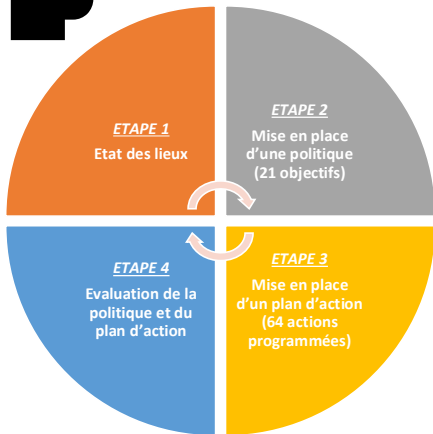 ETAPE 1
Etat des lieux
ETAPE 2
Mise en place
d'une politique
(21 objectifs)
ETAPE 3
Mise en place
d'un plan d'action
(64 actions
programmées)
ETAPE 4
Evaluation de la
politique et du
plan d'action